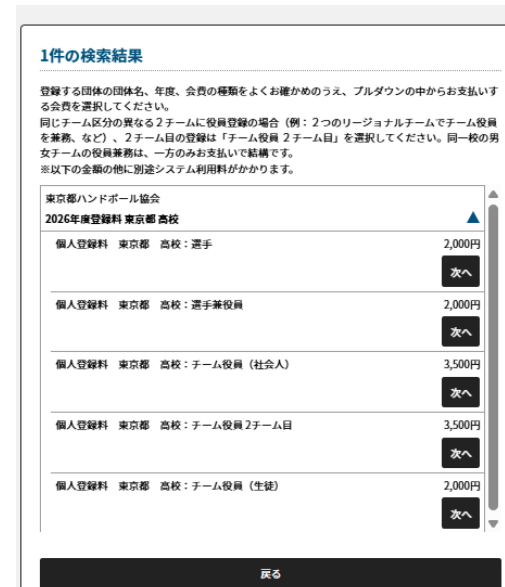 1件の検索結果
登録する団体の団体名、年度、会費の種類をよくお確かめのうえ、プルダウンの中からお支払いす
る会費を選択してください。
同じチーム区分の異なる２チームに役員登録の場合（例：２つのリージョナルチームでチーム役員
を兼務、など）、２チーム目の登録は「チーム役員 2チーム目」を選択してください。同一校の男
女チームの役員兼務は、一方のみお支払いで結構です。
※以下の金額の他に別途システム利用料がかかります。
東京都ハンドボール協会
2026年度登録料 東京都 高校 ▲
個人登録料　東京都　高校：選手 2,000円
次へ
個人登録料　東京都　高校：選手兼役員 2,000円
次へ
個人登録料　東京都　高校：チーム役員（社会人） 3,500円
次へ
個人登録料　東京都　高校：チーム役員 2チーム目 3,500円
次へ
個人登録料　東京都　高校：チーム役員（生徒） 2,000円
次へ
戻る